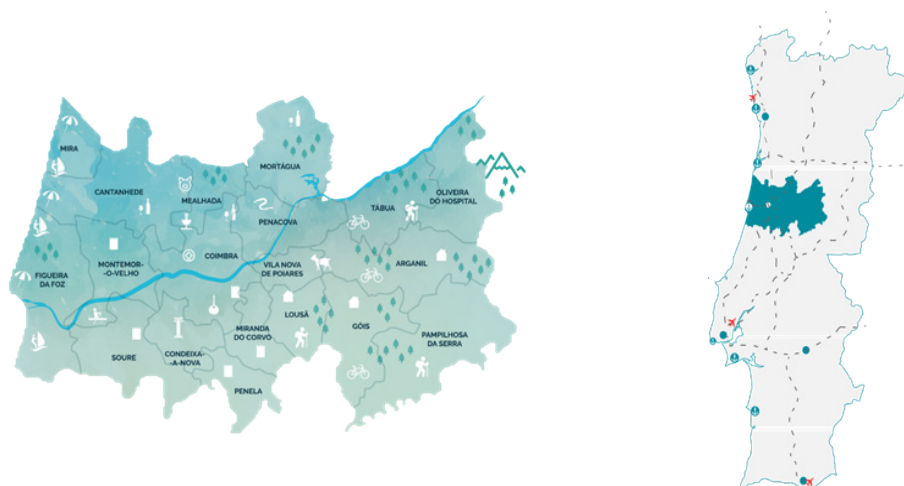 MIRA
CANTANHEDE
MEALHADA
MORTÁGUA
PENACOVA
TÁBUA
OLIVEIRA
DO HOSPITAL
FIGUEIRA
DA FOZ
MONTEMOR-
-O-VELHO
COIMBRA
VILA NOVA
DE POIARES
ARGANIL
LOUSÃ
GÓIS
MIRANDA
DO CORVO
PAMPILHOSA
DA SERRA
SOURE
CONDEIXA-
-A-NOVA
PENELA